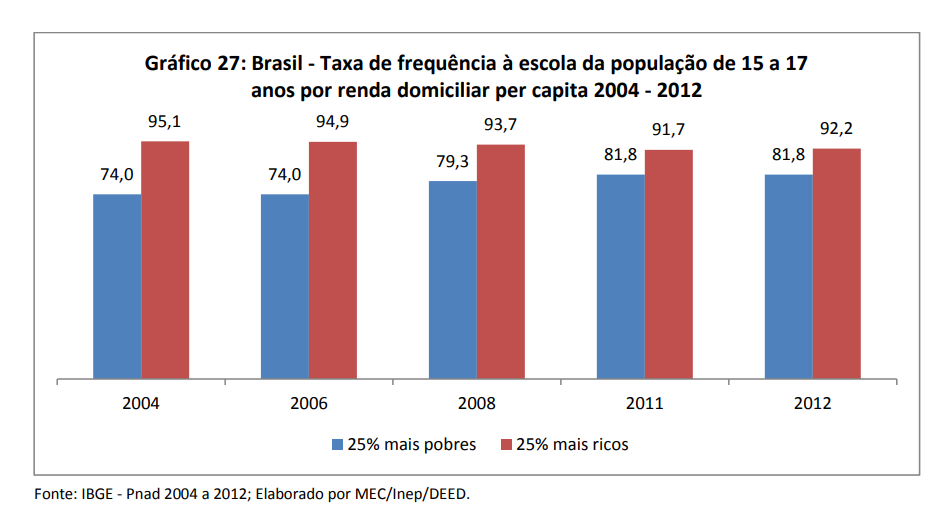 Gráfico 27: Brasil - Taxa de frequência à escola da população de 15 a 17
anos por renda domiciliar per capita 2004 - 2012
95,1 94,9 93,7 91,7 92,2
74,0 74,0 79,3 81,8 81,8
2004 2006 2008 2011 2012
25% mais pobres 25% mais ricos
Fonte: IBGE - Pnad 2004 a 2012; Elaborado por MEC/Inep/DEED.